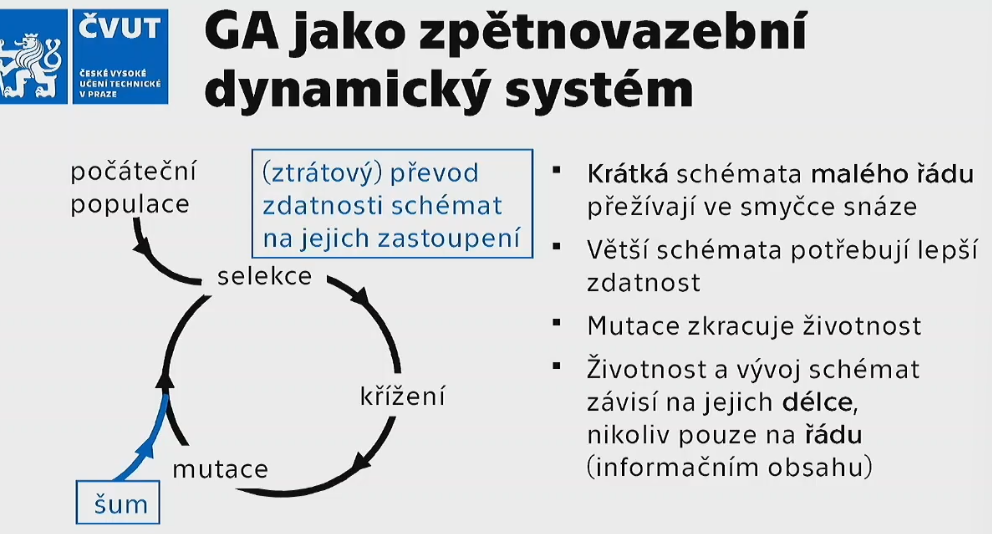 ČVUT
ČESKÉ VYSOKÉ
UČENÍ TECHNICKÉ
V PRAZE
GA jako zpětnovazební
dynamický systém
počáteční
populace
(ztrátový) převod
zdatnosti schémat
na jejich zastoupení
selekce
křížení
mutace
šum
▪ Krátká schémata malého řádu
přežívají ve smyčce snáze
▪ Větší schémata potřebují lepší
zdatnost
▪ Mutace zkracuje životnost
▪ Životnost a vývoj schémat
závisí na jejich délce,
nikoliv pouze na řádu
(informačním obsahu)